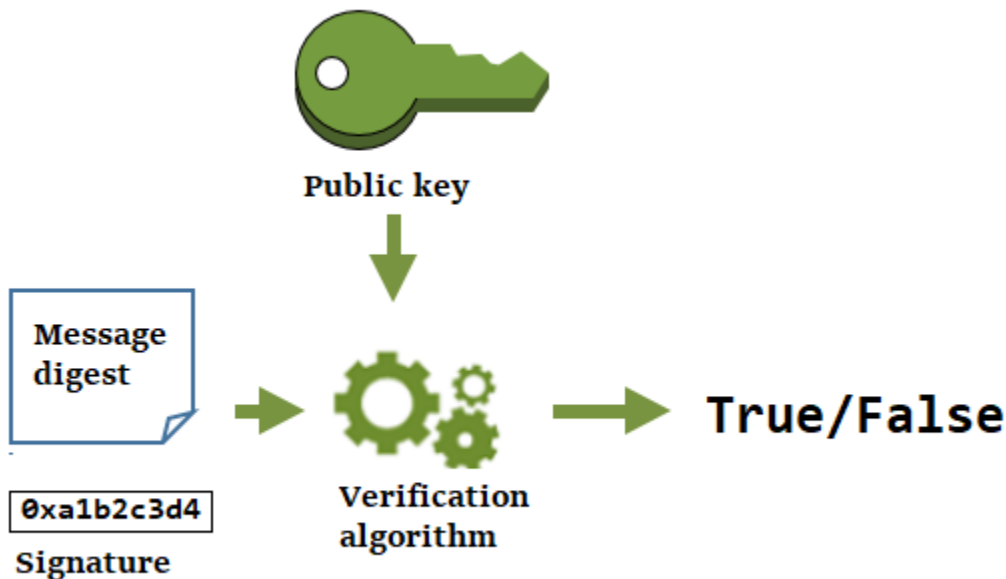 Public key
Message
digest
True/False
0xa1b2c3d4
Verification
algorithm
Signature